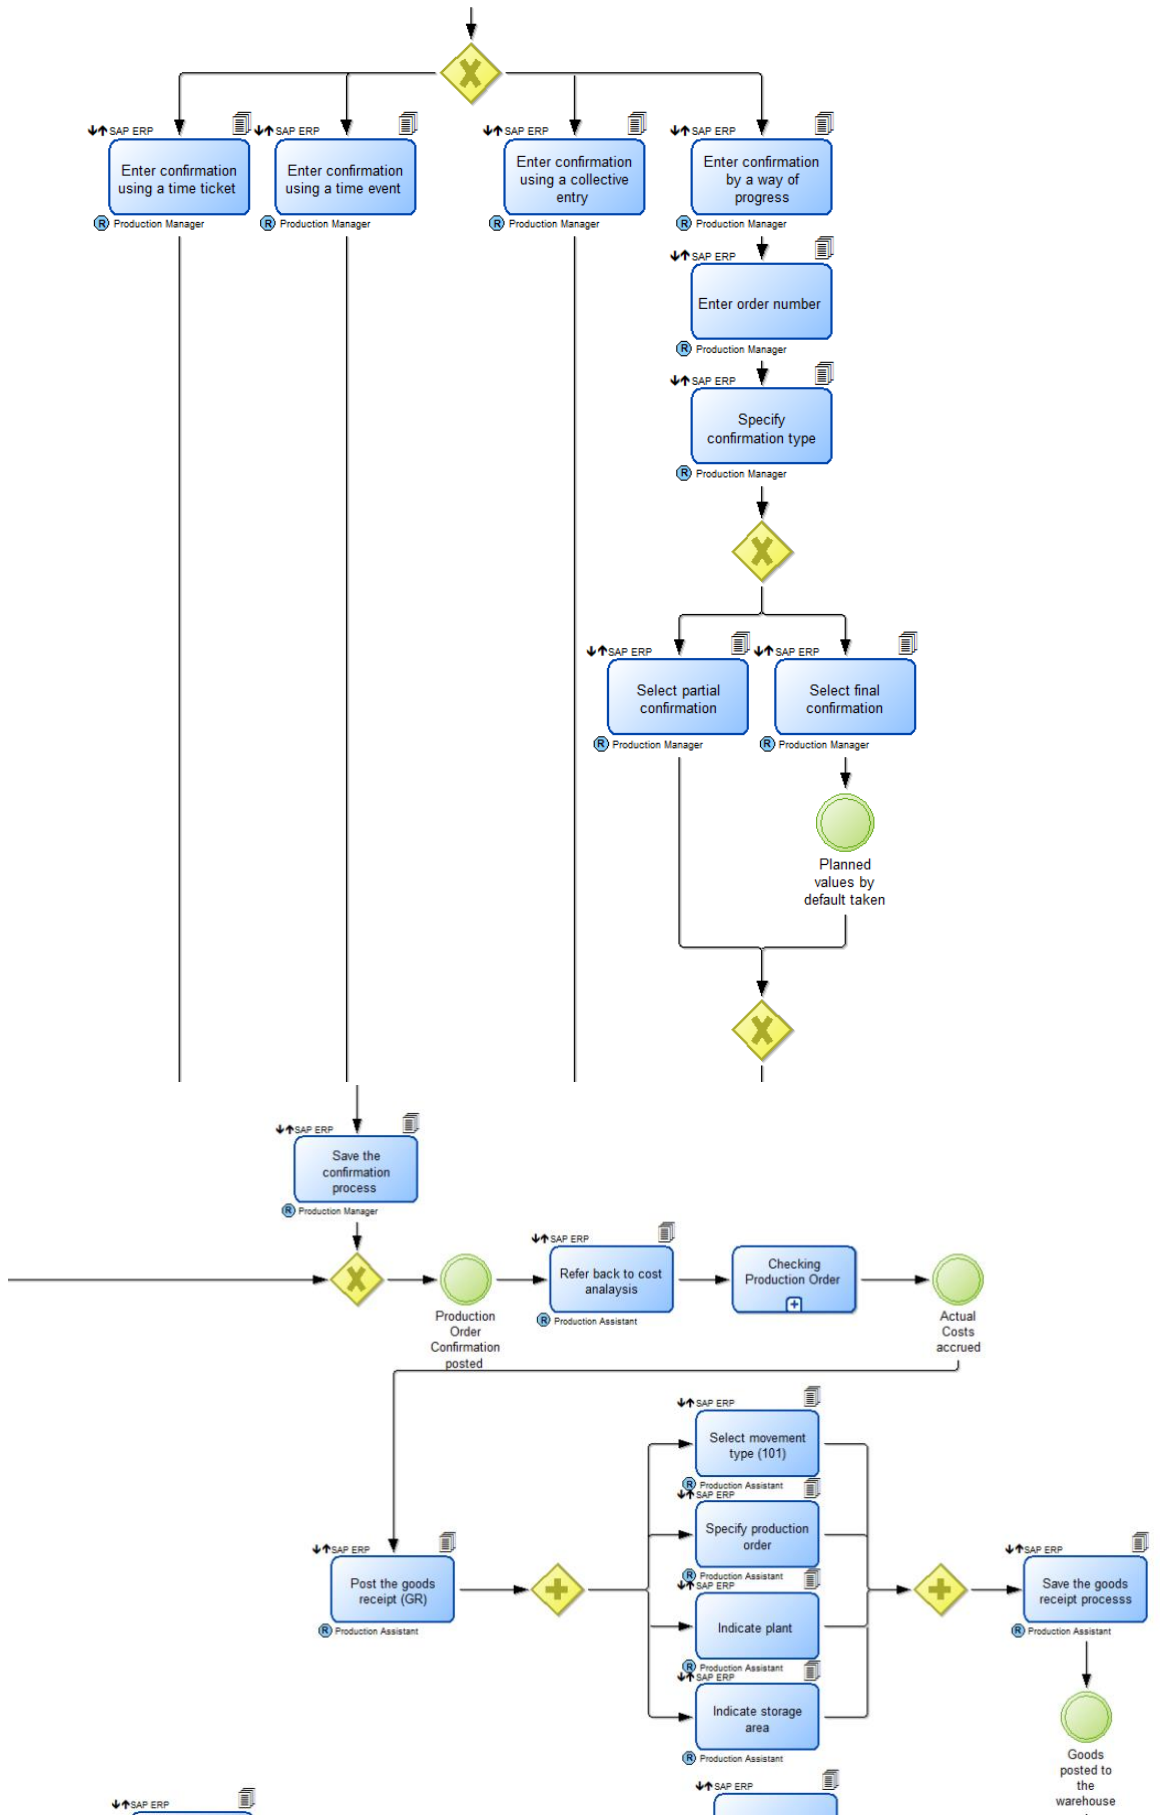 SAP ERP
Enter confirmation
using a time ticket
R Production Manager
SAP ERP
Enter confirmation
using a time event
R Production Manager
SAP ERP
Enter confirmation
using a collective
entry
R Production Manager
SAP ERP
Enter confirmation
by a way of
progress
R Production Manager
SAP ERP
Enter order number
R Production Manager
SAP ERP
Specify
confirmation type
R Production Manager
SAP ERP
Select partial
confirmation
R Production Manager
SAP ERP
Select final
confirmation
R Production Manager
Planned
values by
default taken
SAP ERP
Save the
confirmation
process
R Production Manager
Production
Order
Confirmation
posted
SAP ERP
Refer back to cost
analaysis
R Production Assistant
Checking
Production Order
Actual
Costs
accrued
SAP ERP
Post the goods
receipt (GR)
R Production Assistant
SAP ERP
Select movement
type (101)
R Production Assistant
SAP ERP
Specify production
order
R Production Assistant
SAP ERP
Indicate plant
R Production Assistant
SAP ERP
Indicate storage
area
R Production Assistant
SAP ERP
Save the goods
receipt processs
R Production Assistant
Goods
posted to
the
warehouse
SAP ERP
SAP ERP